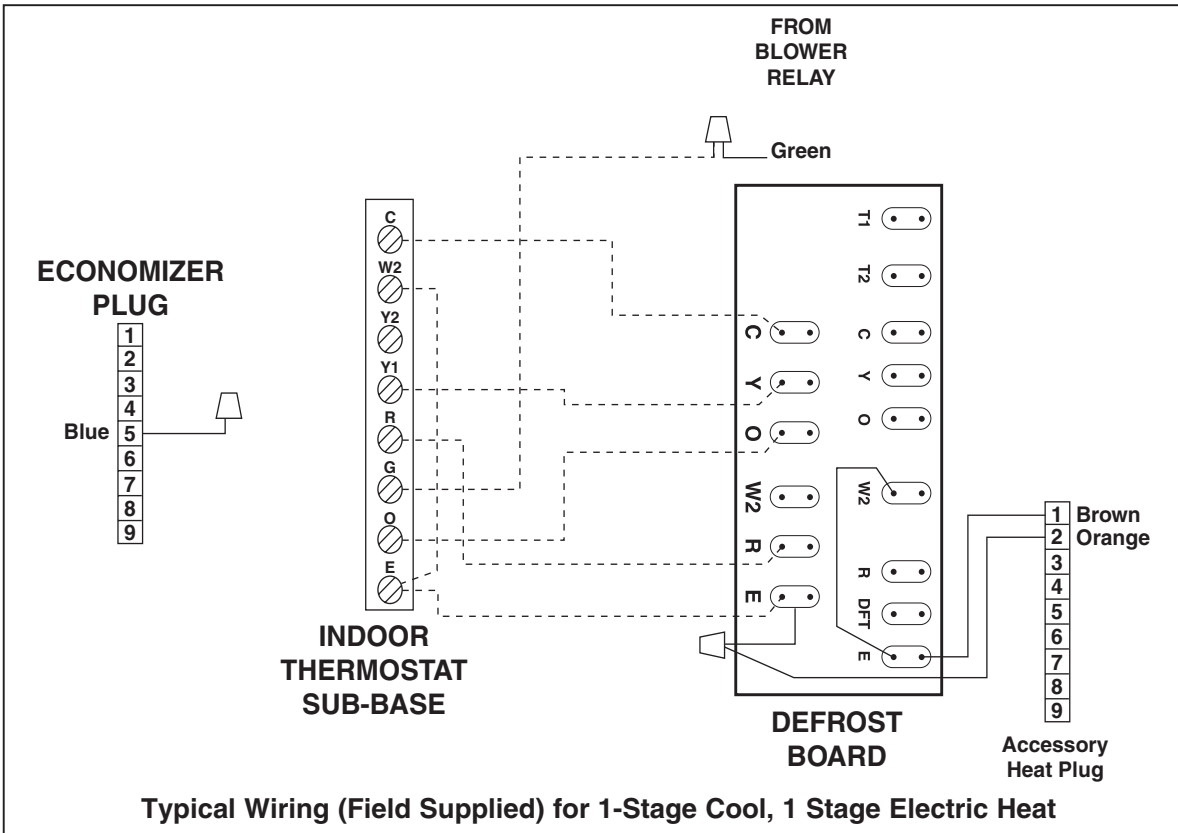 FROM
BLOWER
RELAY
Green
ECONOMIZER
PLUG
1
2
3
4
Blue 5
6
7
8
9
C
W2
Y2
Y1
R
G
O
E
INDOOR
THERMOSTAT
SUB-BASE
C
Y
O
W2
R
E
T1
T2
C
Y
O
W2
R
DFT
E
DEFROST
BOARD
1 Brown
2 Orange
3
4
5
6
7
8
9
Accessory
Heat Plug
Typical Wiring (Field Supplied) for 1-Stage Cool, 1 Stage Electric Heat